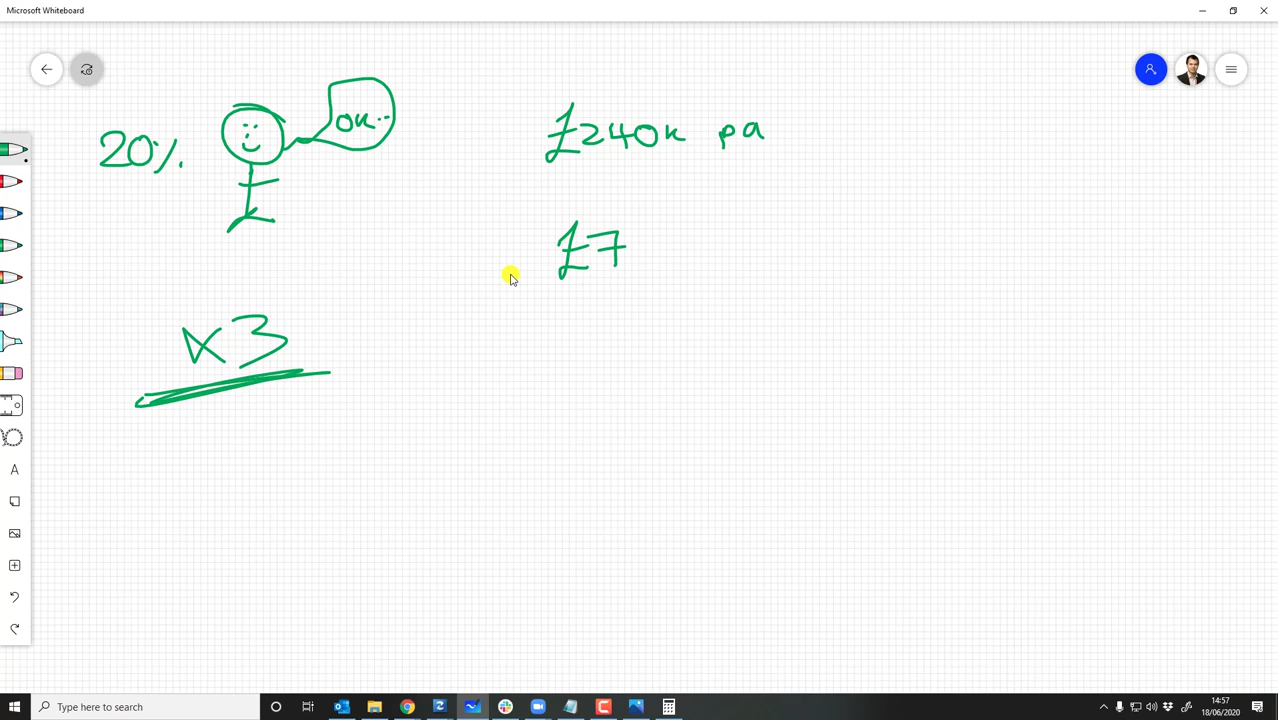 Microsoft Whiteboard
20%
OK..
£240K pa
£7
x3
A
Type here to search
14:57
18/06/2020